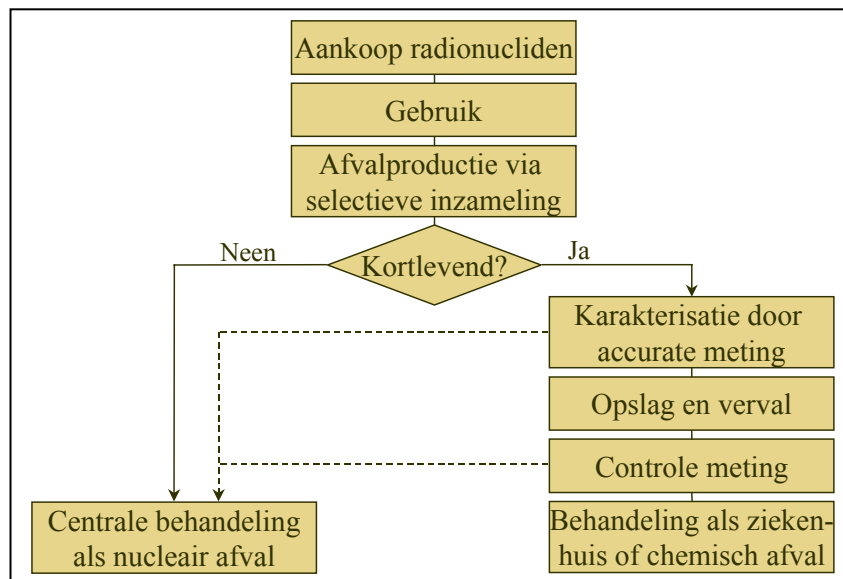 Aankoop radionucliden
Gebruik
Afvalproductie via
selectieve inzameling
Neen
Kortlevend?
Ja
Karakterisatie door
accurate meting
Opslag en verval
Controle meting
Centrale behandeling
als nucleair afval
Behandeling als zieken-
huis of chemisch afval